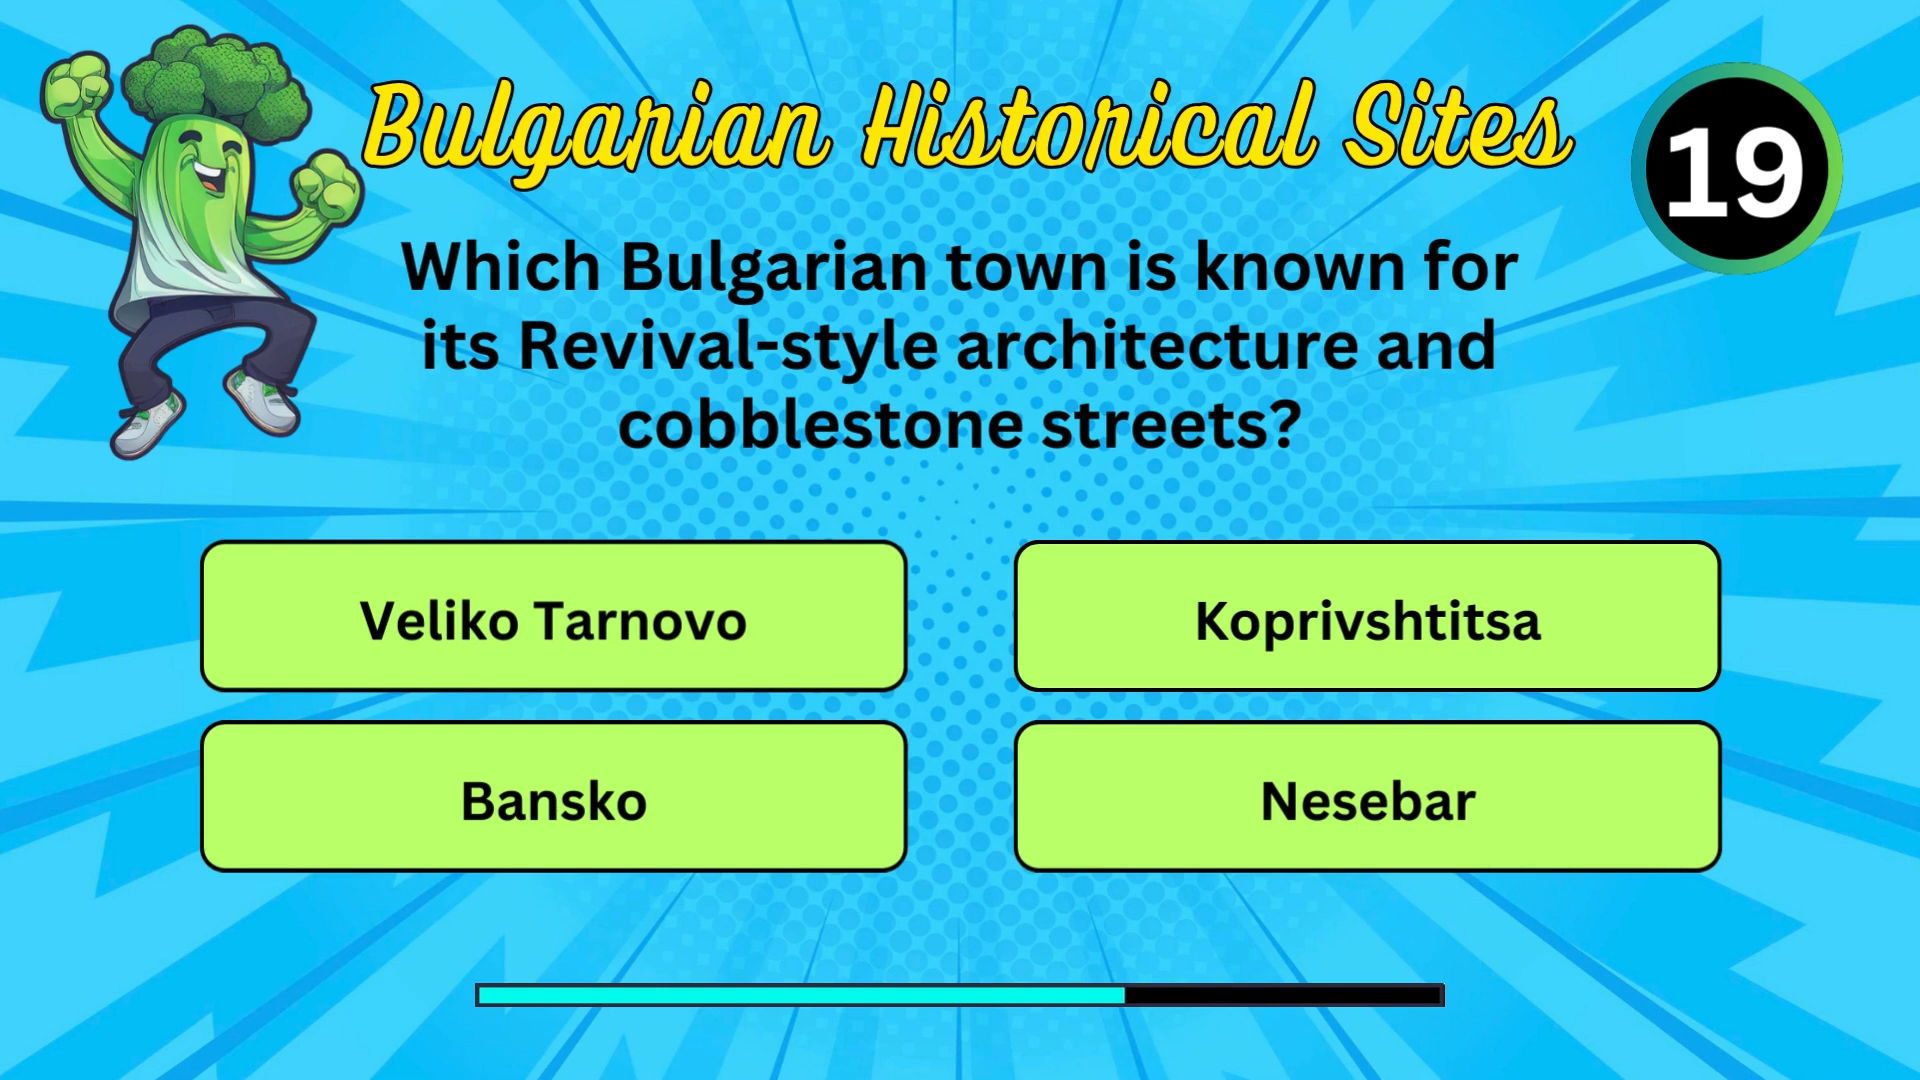 Bulgarian Historical Sites
19
Which Bulgarian town is known for
its Revival-style architecture and
cobblestone streets?
Veliko Tarnovo
Koprivshtitsa
Bansko
Nesebar